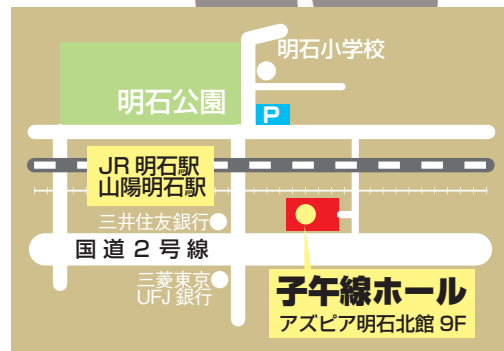 明石小学校
明石公園
P
JR 明石駅
山陽明石駅
三井住友銀行
国道2号線
三菱東京
UFJ 銀行
子午線ホール
アズピア明石北館 9F